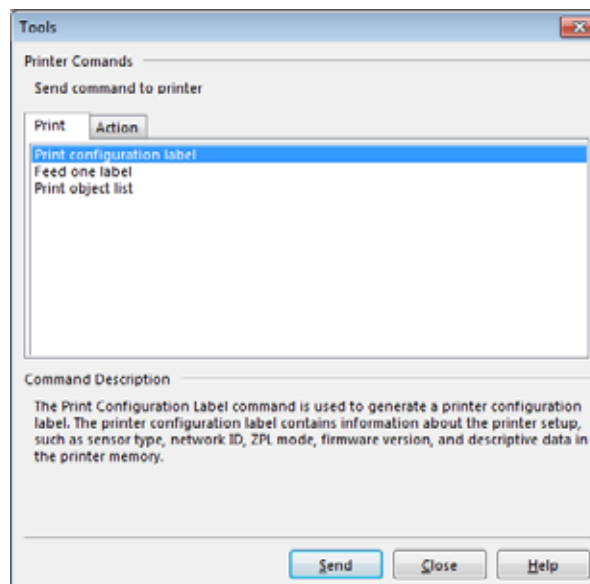 Tools
Printer Comands
Send command to printer
Print
Action
Print configuration label
Feed one label
Print object list
Command Description
The Print Configuration Label command is used to generate a printer configuration
label. The printer configuration label contains information about the printer setup,
such as sensor type, network ID, ZPL mode, firmware version, and descriptive data in
the printer memory.
Send
Close
Help